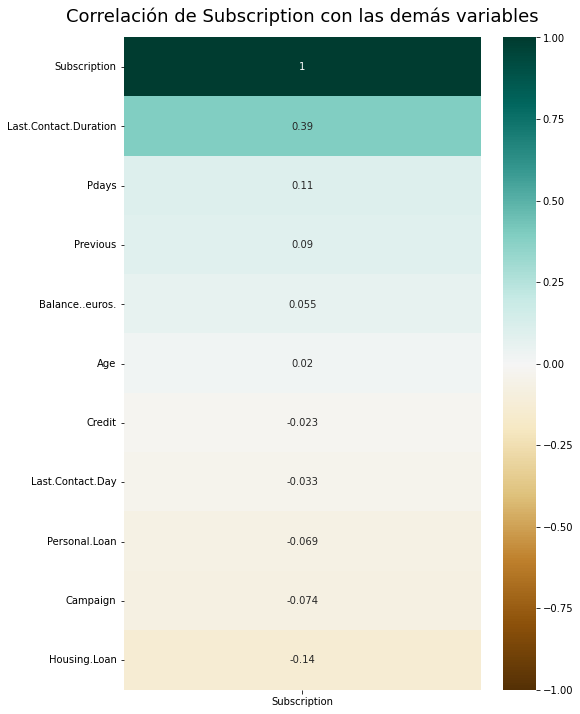 Correlación de Subscription con las demás variables
Subscription 1
Last.Contact.Duration 0.39
Pdays 0.11
Previous 0.09
Balance..euros. 0.055
Age 0.02
Credit -0.023
Last.Contact.Day -0.033
Personal.Loan -0.069
Campaign -0.074
Housing.Loan -0.14
Subscription
1.00
0.75
0.50
0.25
0.00
−0.25
−0.50
−0.75
−1.00